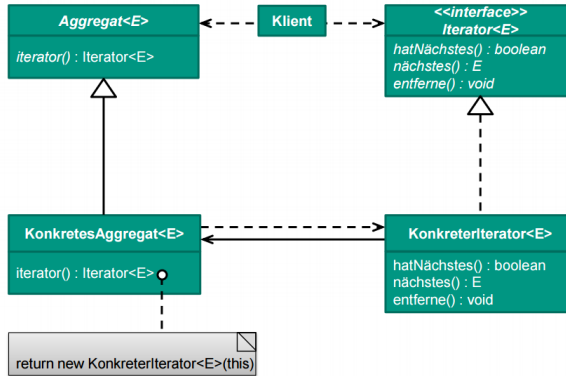 Aggregat<E>
iterator() : Iterator<E>
Klient
<<interface>>
Iterator<E>
hatNächstes() : boolean
nächstes() : E
entferne() : void
KonkretesAggregat<E>
iterator() : Iterator<E>
KonkreterIterator<E>
hatNächstes() : boolean
nächstes() : E
entferne() : void
return new KonkreterIterator<E>(this)